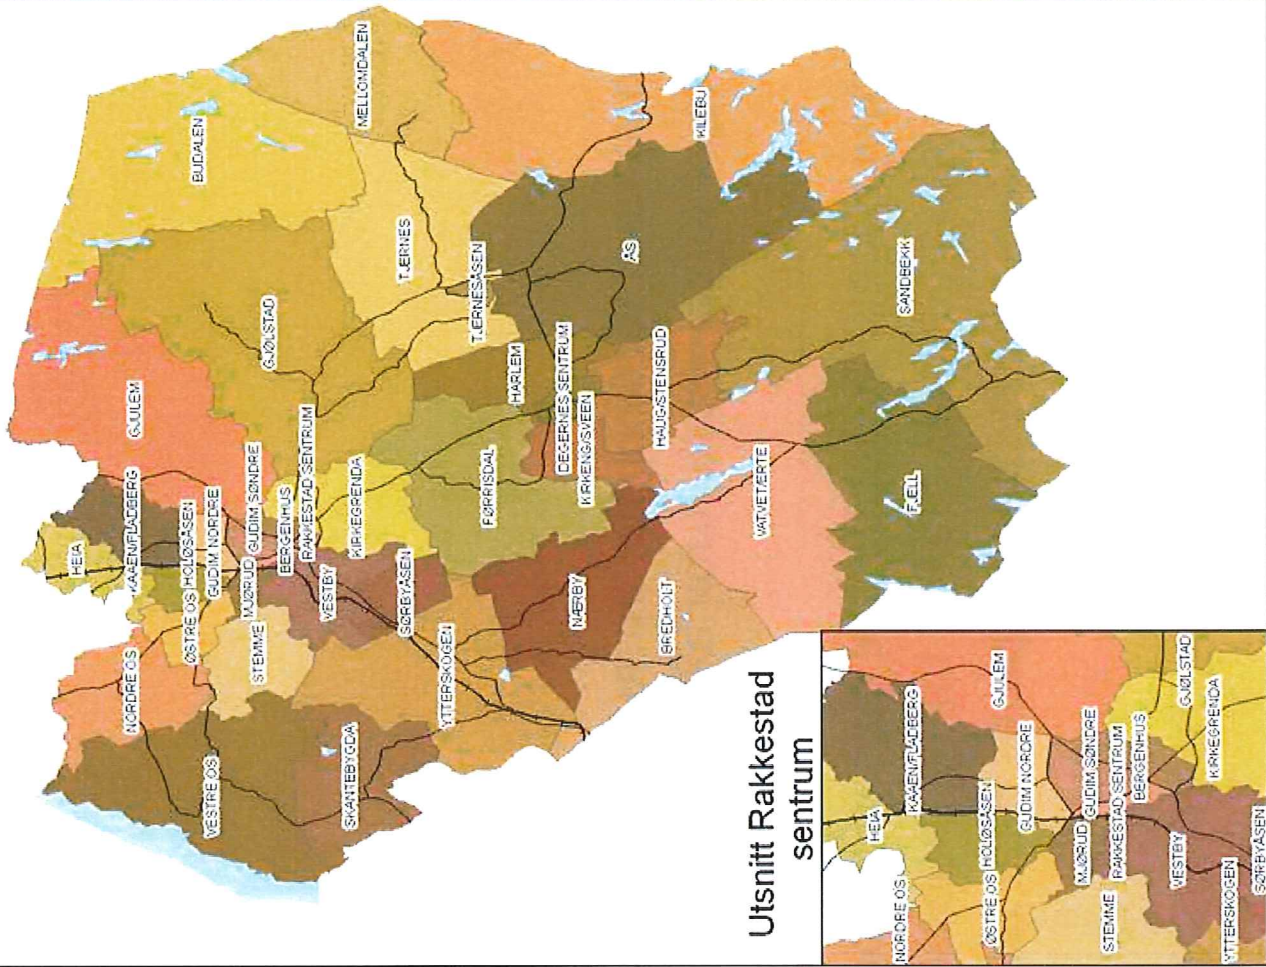 MELLOMDALEN
BUDALEN
KILEBU
TJERNES
GJØLSTAD
TJERNESÅSEN
ÅS
SANDBEKK
GJULEM
HARLEM
DEGERNES SENTRUM
KIRKENG/SVEEN
HAUG/STENSRUD
HEIA
KAAEN/FLADBERG
HOLØSÅSEN
GUDIM NORDRE
GUDIM SØNDRE
BERGENHUS
RAKKESTAD SENTRUM
KIRKEGRENDA
FØRRISDAL
VATVET/ERTE
FJELL
NORDRE OS
ØSTRE OS
MJØRUD
STEMME
VESTBY
SØRBYÅSEN
YTTERSKOGEN
NÆRBY
BREDHOLT
VESTRE OS
SKANTEBYGDA
Utsnitt Rakkestad
sentrum
HEIA
KAAEN/FLADBERG
GJULEM
NORDRE OS
ØSTRE OS
HOLØSÅSEN
GUDIM NORDRE
MJØRUD
GUDIM SØNDRE
STEMME
RAKKESTAD SENTRUM
BERGENHUS
VESTBY
GJØLSTAD
KIRKEGRENDA
YTTERSKOGEN
SØRBYÅSEN